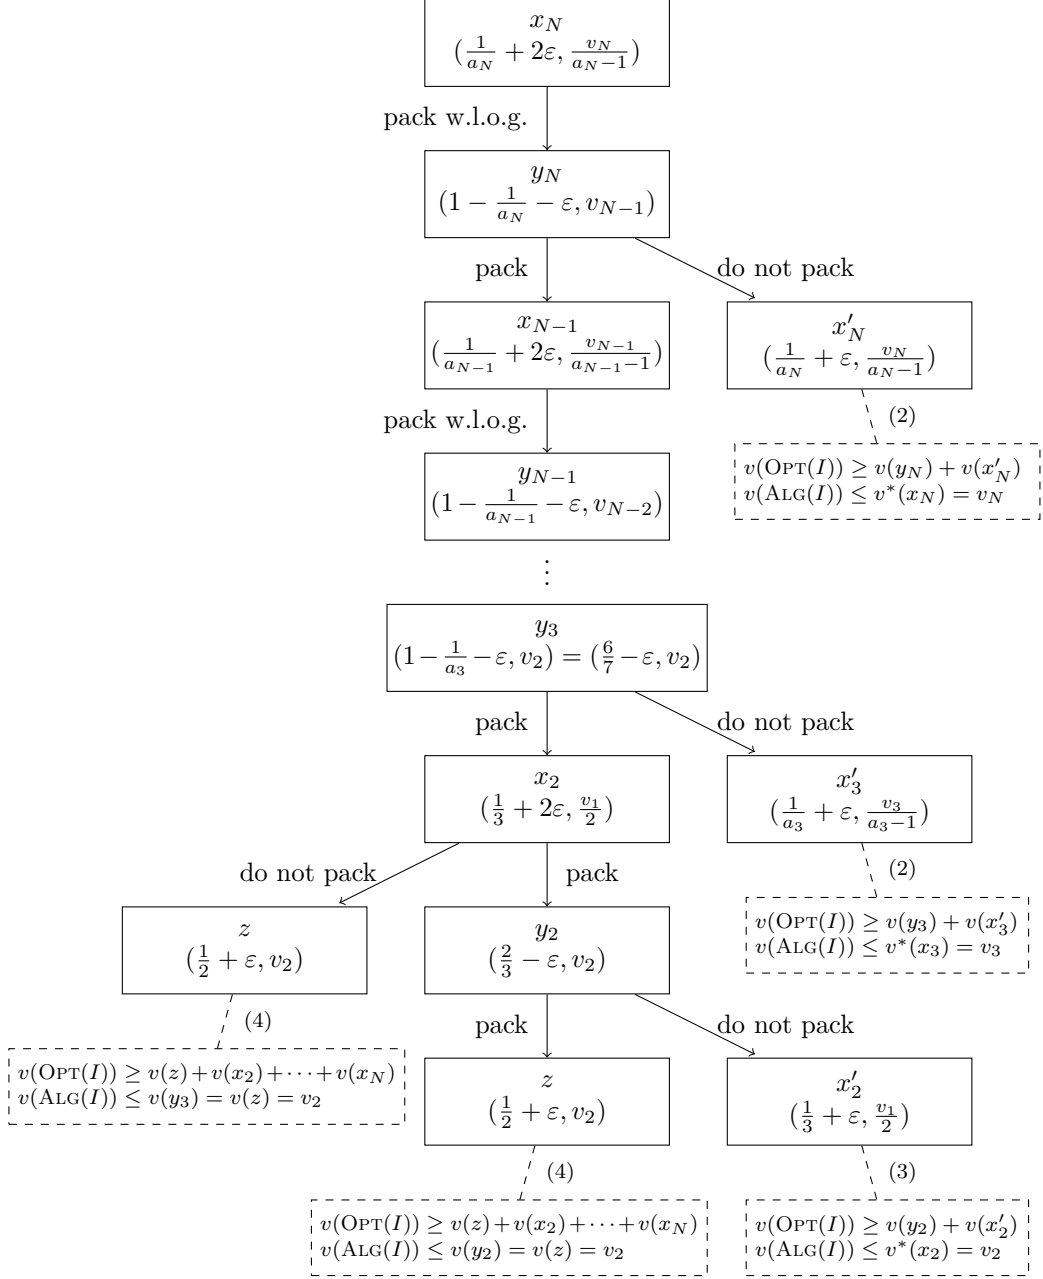 x_N
(1/a_N + 2ε, v_N/(a_N−1))
pack w.l.o.g.
y_N
(1 − 1/a_N − ε, v_{N−1})
pack
do not pack
x_{N−1}
(1/a_{N−1} + 2ε, v_{N−1}/(a_{N−1}−1))
x′_N
(1/a_N + ε, v_N/(a_N−1))
pack w.l.o.g.
(2)
y_{N−1}
(1 − 1/a_{N−1} − ε, v_{N−2})
v(OPT(I)) ≥ v(y_N) + v(x′_N)
v(ALG(I)) ≤ v*(x_N) = v_N
⋮
y_3
(1 − 1/a_3 − ε, v_2) = (6/7 − ε, v_2)
pack
do not pack
x_2
(1/3 + 2ε, v_1/2)
x′_3
(1/a_3 + ε, v_3/(a_3−1))
do not pack
pack
(2)
z
(1/2 + ε, v_2)
y_2
(2/3 − ε, v_2)
v(OPT(I)) ≥ v(y_3) + v(x′_3)
v(ALG(I)) ≤ v*(x_3) = v_3
(4)
pack
do not pack
v(OPT(I)) ≥ v(z) + v(x_2) + ··· + v(x_N)
v(ALG(I)) ≤ v(y_3) = v(z) = v_2
z
(1/2 + ε, v_2)
x′_2
(1/3 + ε, v_1/2)
(4)
(3)
v(OPT(I)) ≥ v(z) + v(x_2) + ··· + v(x_N)
v(ALG(I)) ≤ v(y_2) = v(z) = v_2
v(OPT(I)) ≥ v(y_2) + v(x′_2)
v(ALG(I)) ≤ v*(x_2) = v_2